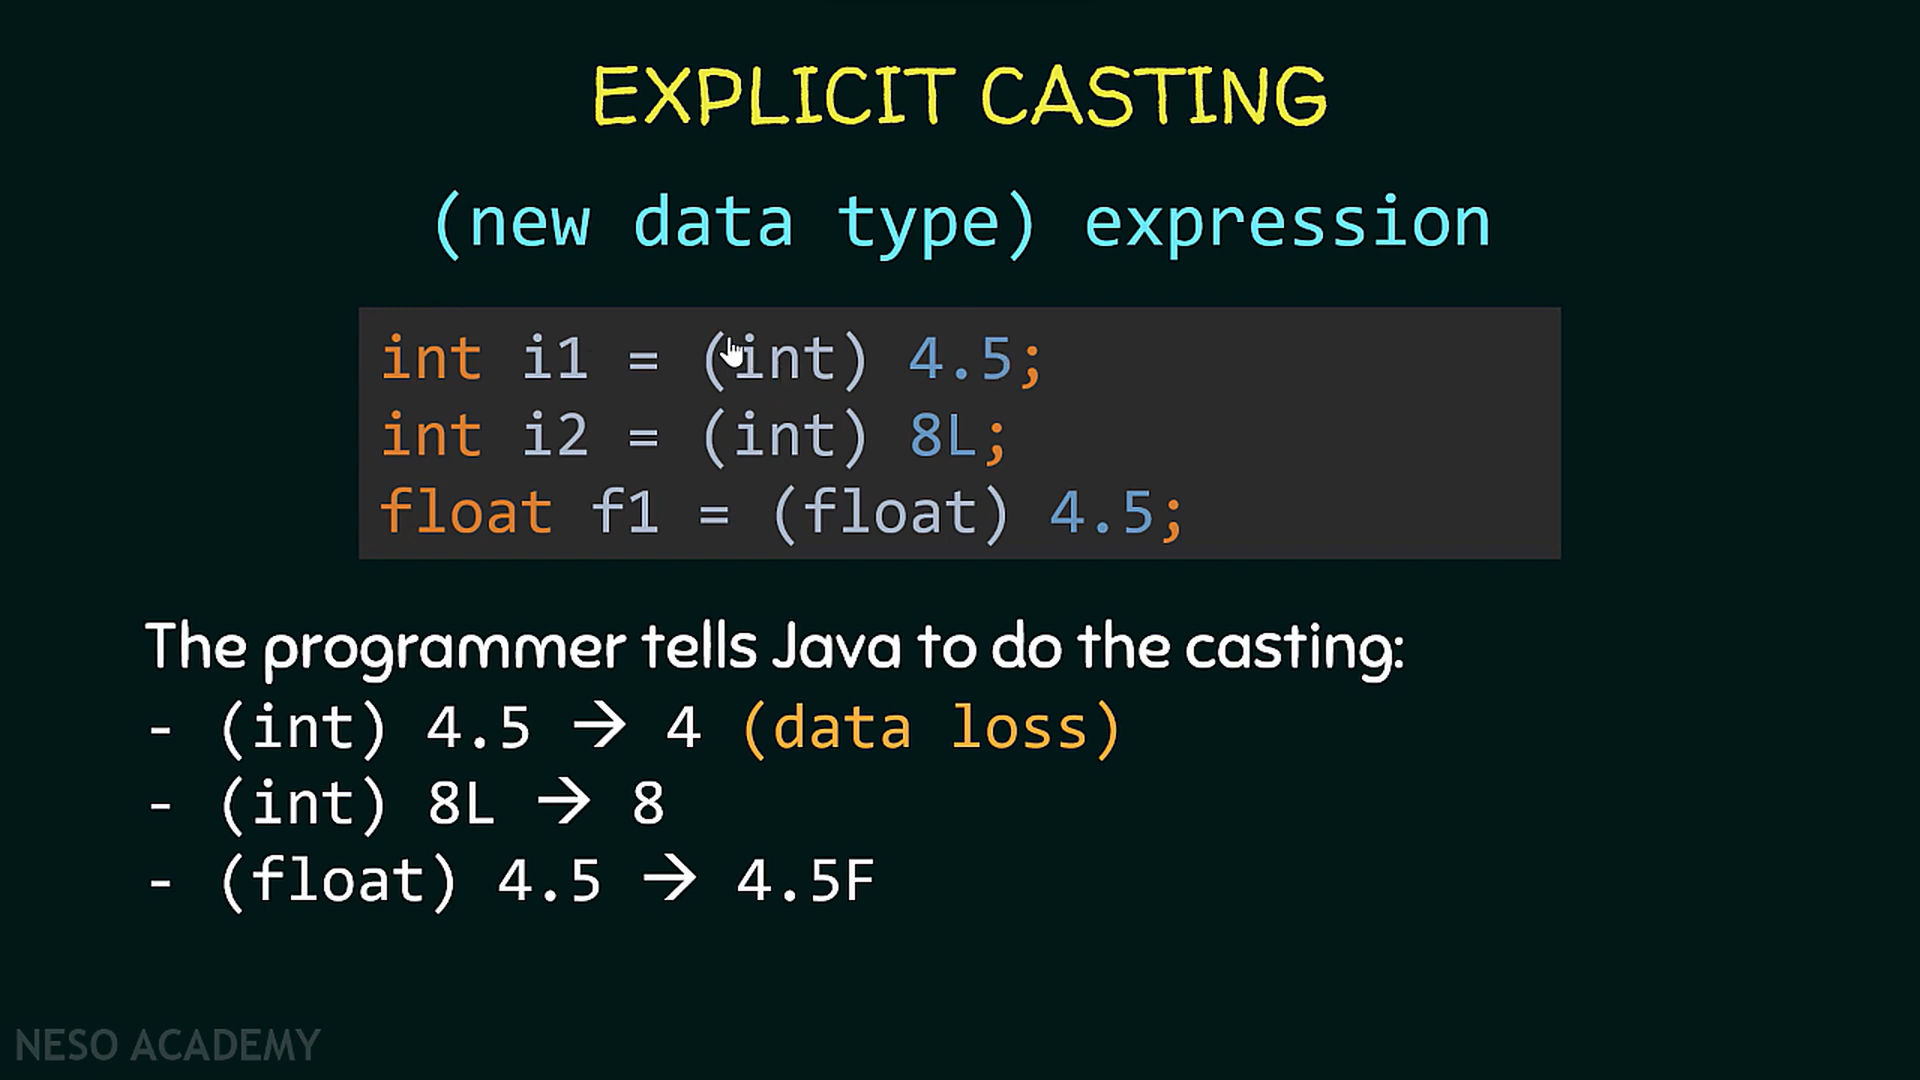 EXPLICIT CASTING
(new data type) expression
int i1 = (int) 4.5;
int i2 = (int) 8L;
float f1 = (float) 4.5;
The programmer tells Java to do the casting:
- (int) 4.5 → 4 (data loss)
- (int) 8L → 8
- (float) 4.5 → 4.5F
NESO ACADEMY